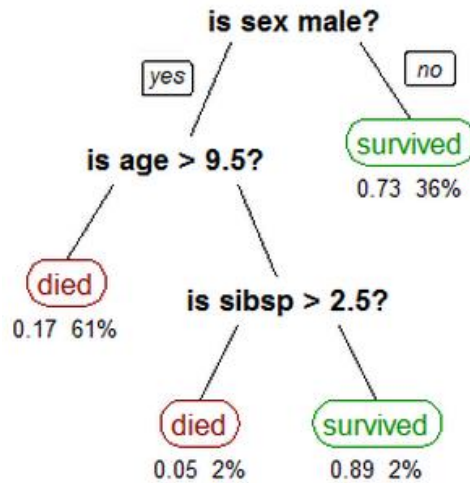 is sex male?
yes
no
survived
0.73 36%
is age > 9.5?
died
0.17 61%
is sibsp > 2.5?
died
survived
0.05 2%
0.89 2%